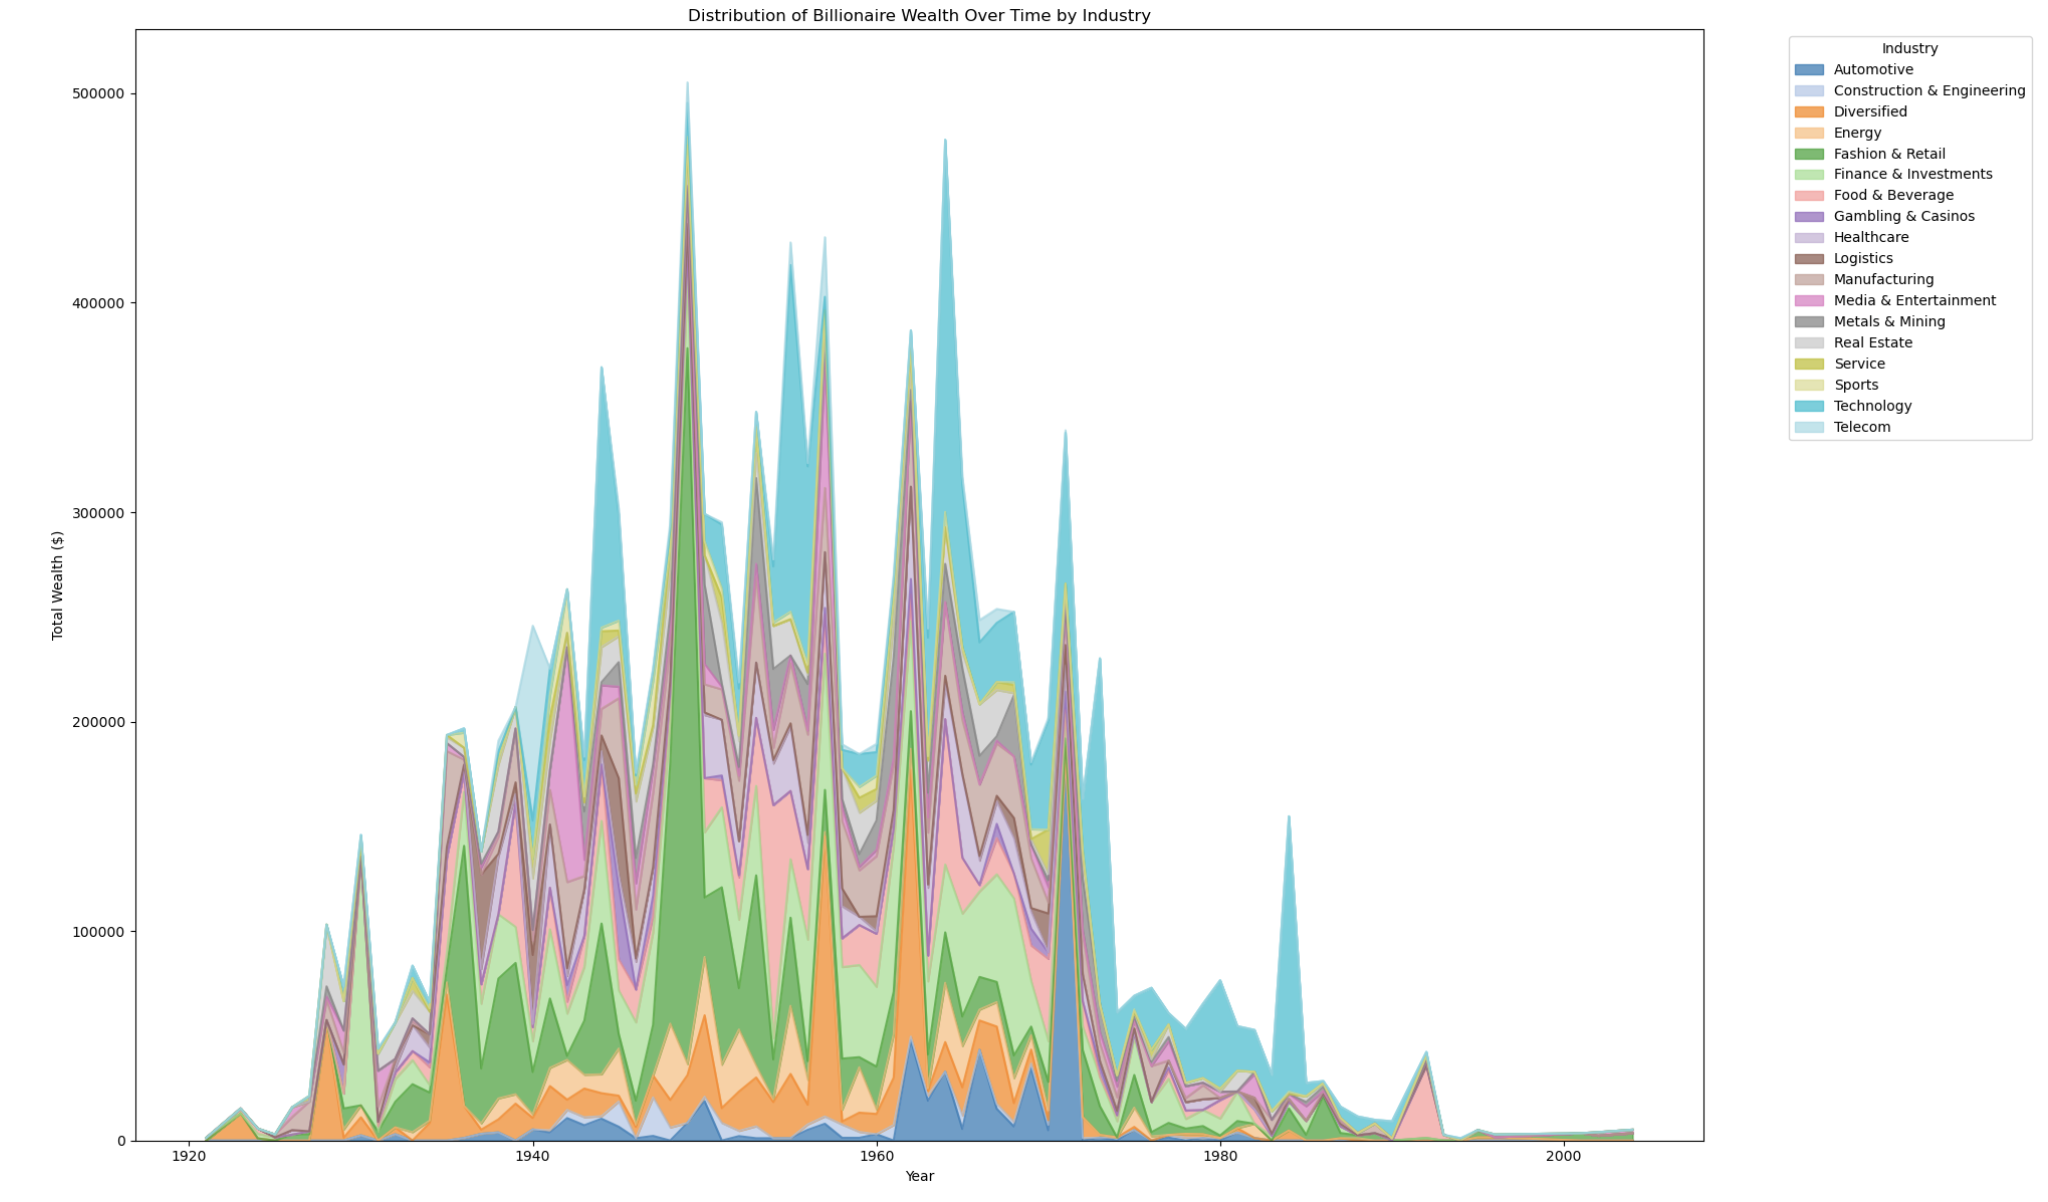 Distribution of Billionaire Wealth Over Time by Industry
Total Wealth ($)
500000
400000
300000
200000
100000
0
1920
1940
1960
1980
2000
Year
Industry
Automotive
Construction & Engineering
Diversified
Energy
Fashion & Retail
Finance & Investments
Food & Beverage
Gambling & Casinos
Healthcare
Logistics
Manufacturing
Media & Entertainment
Metals & Mining
Real Estate
Service
Sports
Technology
Telecom